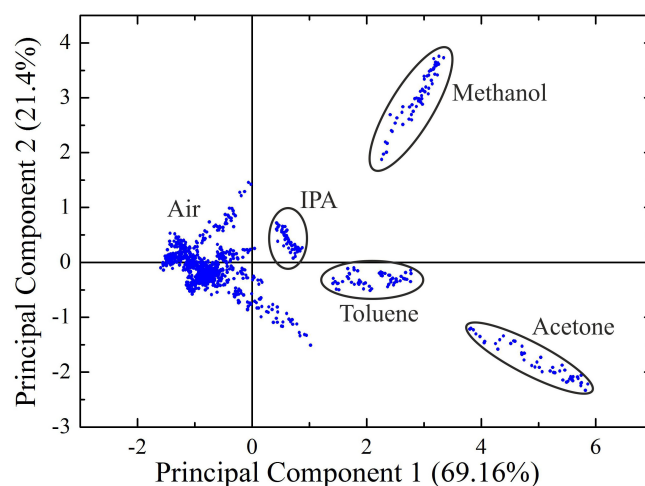 Principal Component 2 (21.4%)
4
3
2
1
0
-1
-2
-3
Methanol
IPA
Air
Toluene
Acetone
-2
0
2
4
6
Principal Component 1 (69.16%)